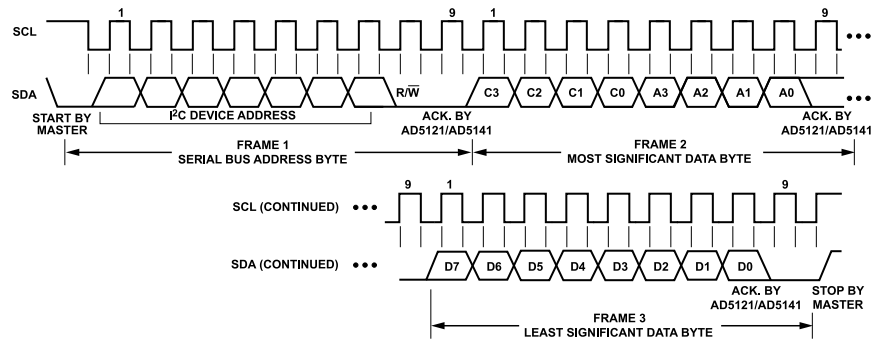 1 9 1 9
SCL
SDA R/W C3 C2 C1 C0 A3 A2 A1 A0
START BY MASTER
I2C DEVICE ADDRESS
ACK. BY AD5121/AD5141
ACK. BY AD5121/AD5141
FRAME 1
SERIAL BUS ADDRESS BYTE
FRAME 2
MOST SIGNIFICANT DATA BYTE
9 1 9
SCL (CONTINUED)
SDA (CONTINUED) D7 D6 D5 D4 D3 D2 D1 D0
ACK. BY AD5121/AD5141
STOP BY MASTER
FRAME 3
LEAST SIGNIFICANT DATA BYTE